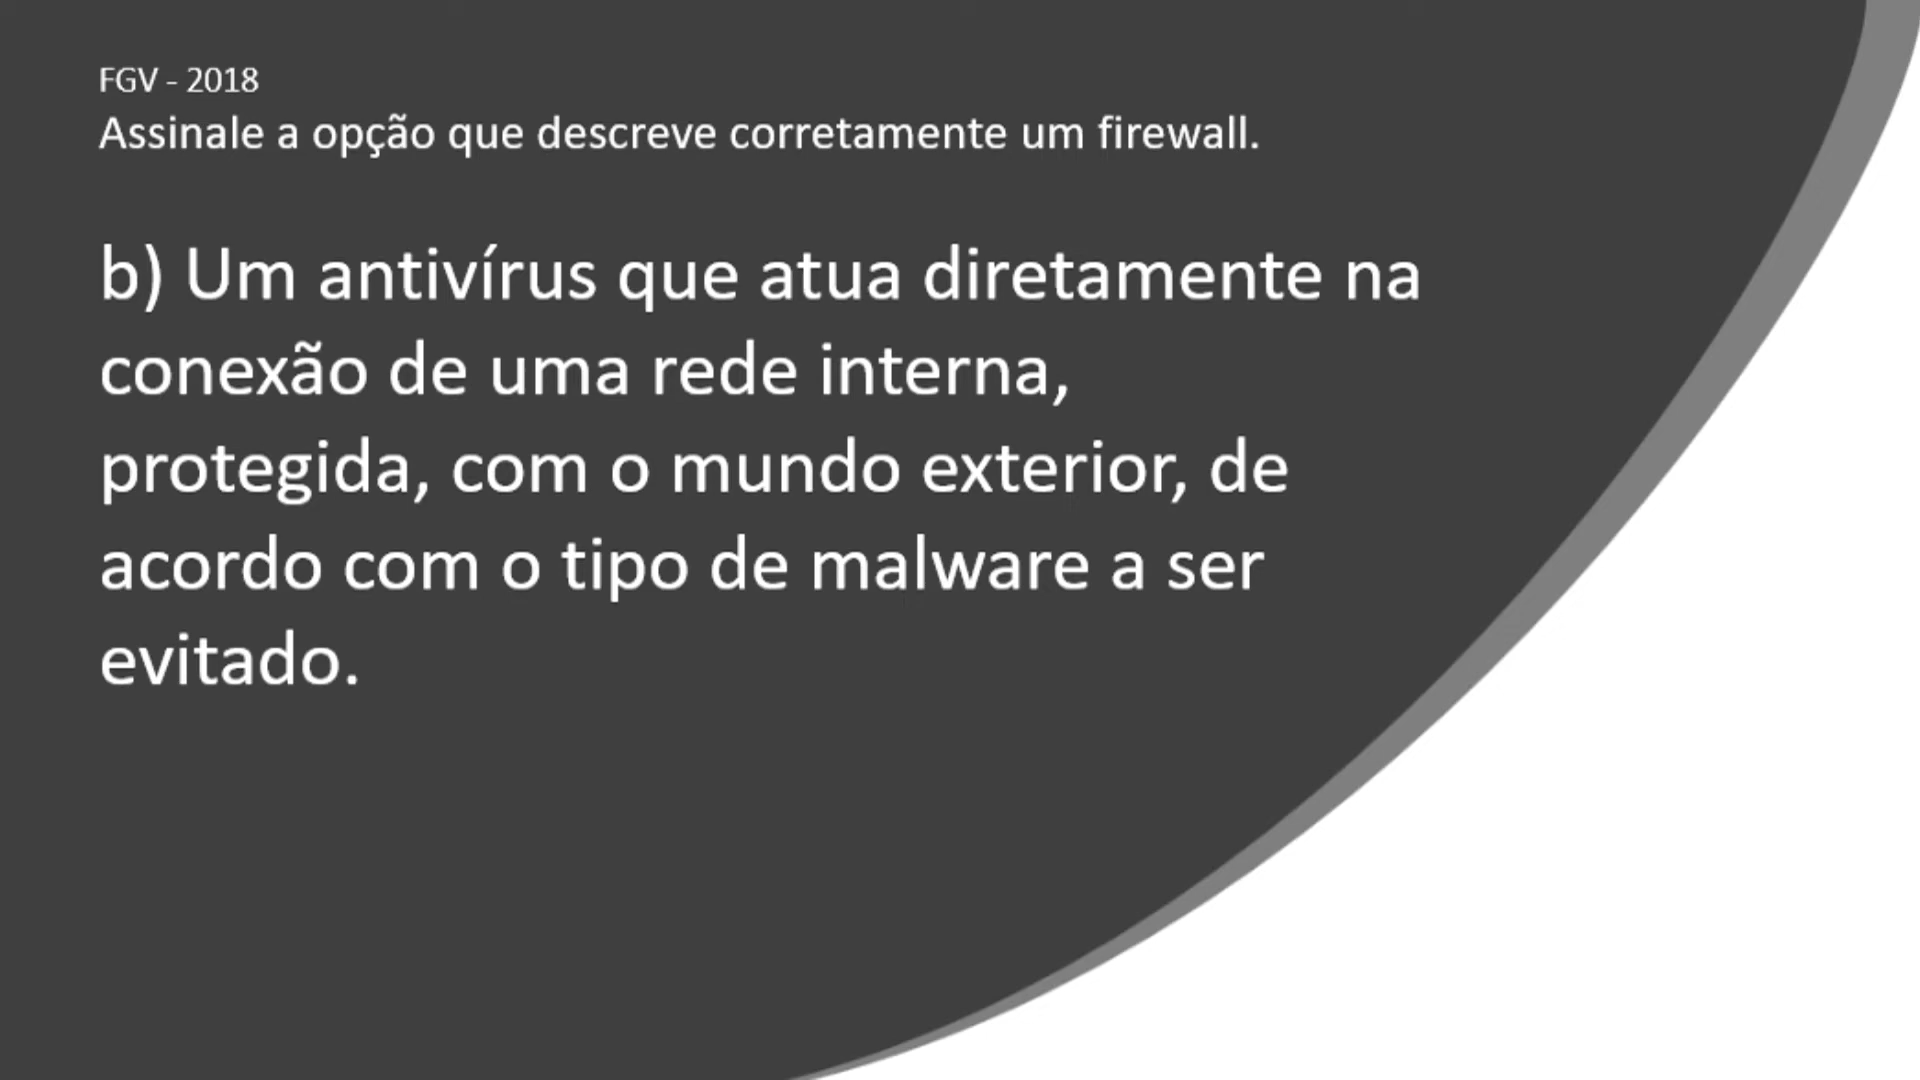 FGV - 2018
Assinale a opção que descreve corretamente um firewall.
b) Um antivírus que atua diretamente na
conexão de uma rede interna,
protegida, com o mundo exterior, de
acordo com o tipo de malware a ser
evitado.